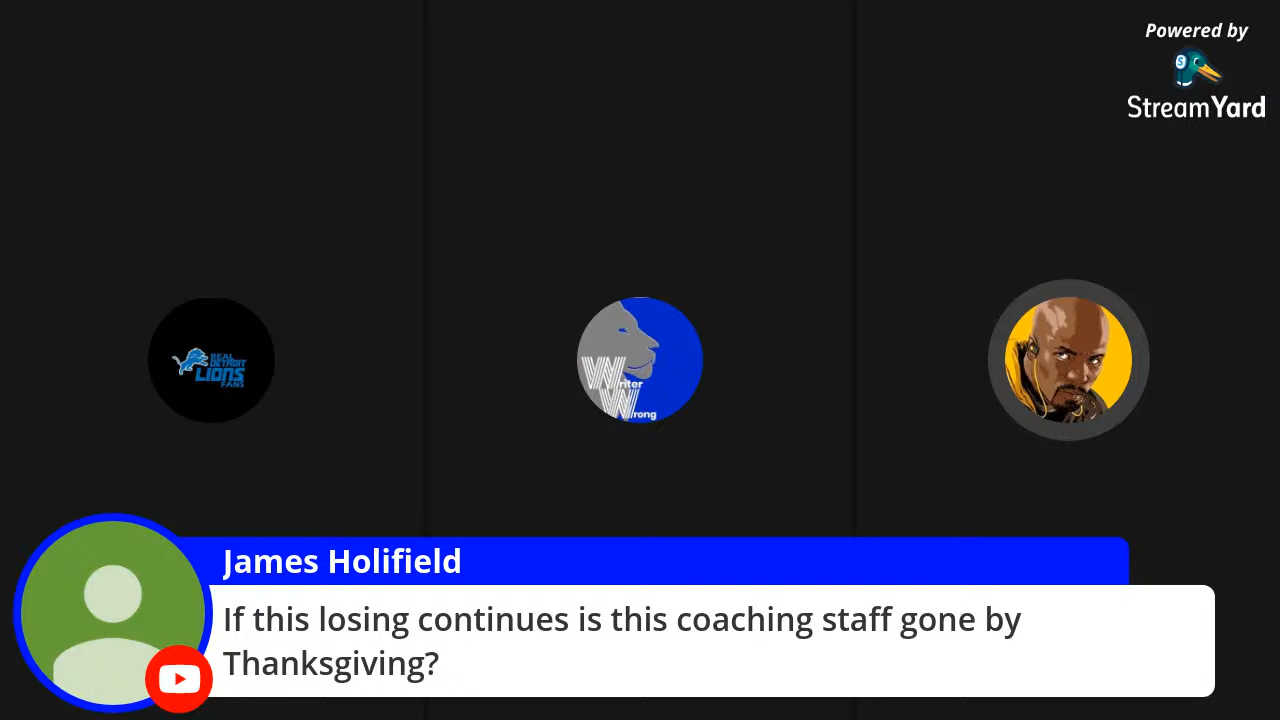 Powered by
StreamYard
REAL
DETROIT
LIONS
FANS
Writer
Wrong
James Holifield
If this losing continues is this coaching staff gone by
Thanksgiving?